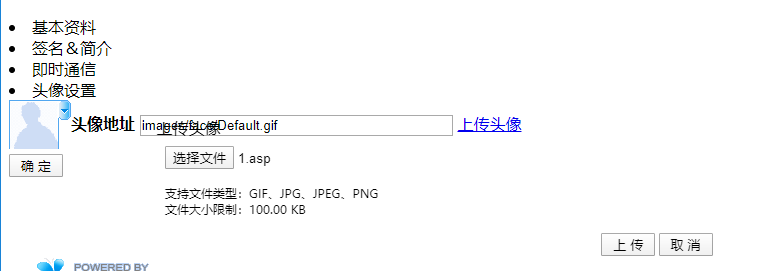 基本资料
签名＆简介
即时通信
头像设置
头像地址 images/face/Default.gif 上传头像
上传头像
确 定
选择文件 1.asp
支持文件类型：GIF、JPG、JPEG、PNG
文件大小限制：100.00 KB
上 传 取 消
POWERED BY